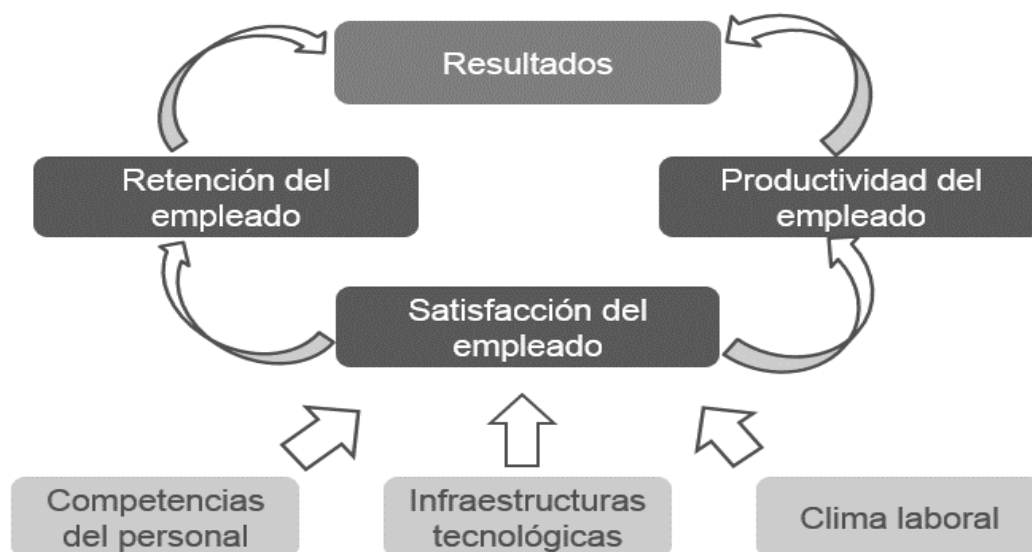 Resultados
Retención del
empleado
Productividad del
empleado
Satisfacción del
empleado
Competencias
del personal
Infraestructuras
tecnológicas
Clima laboral